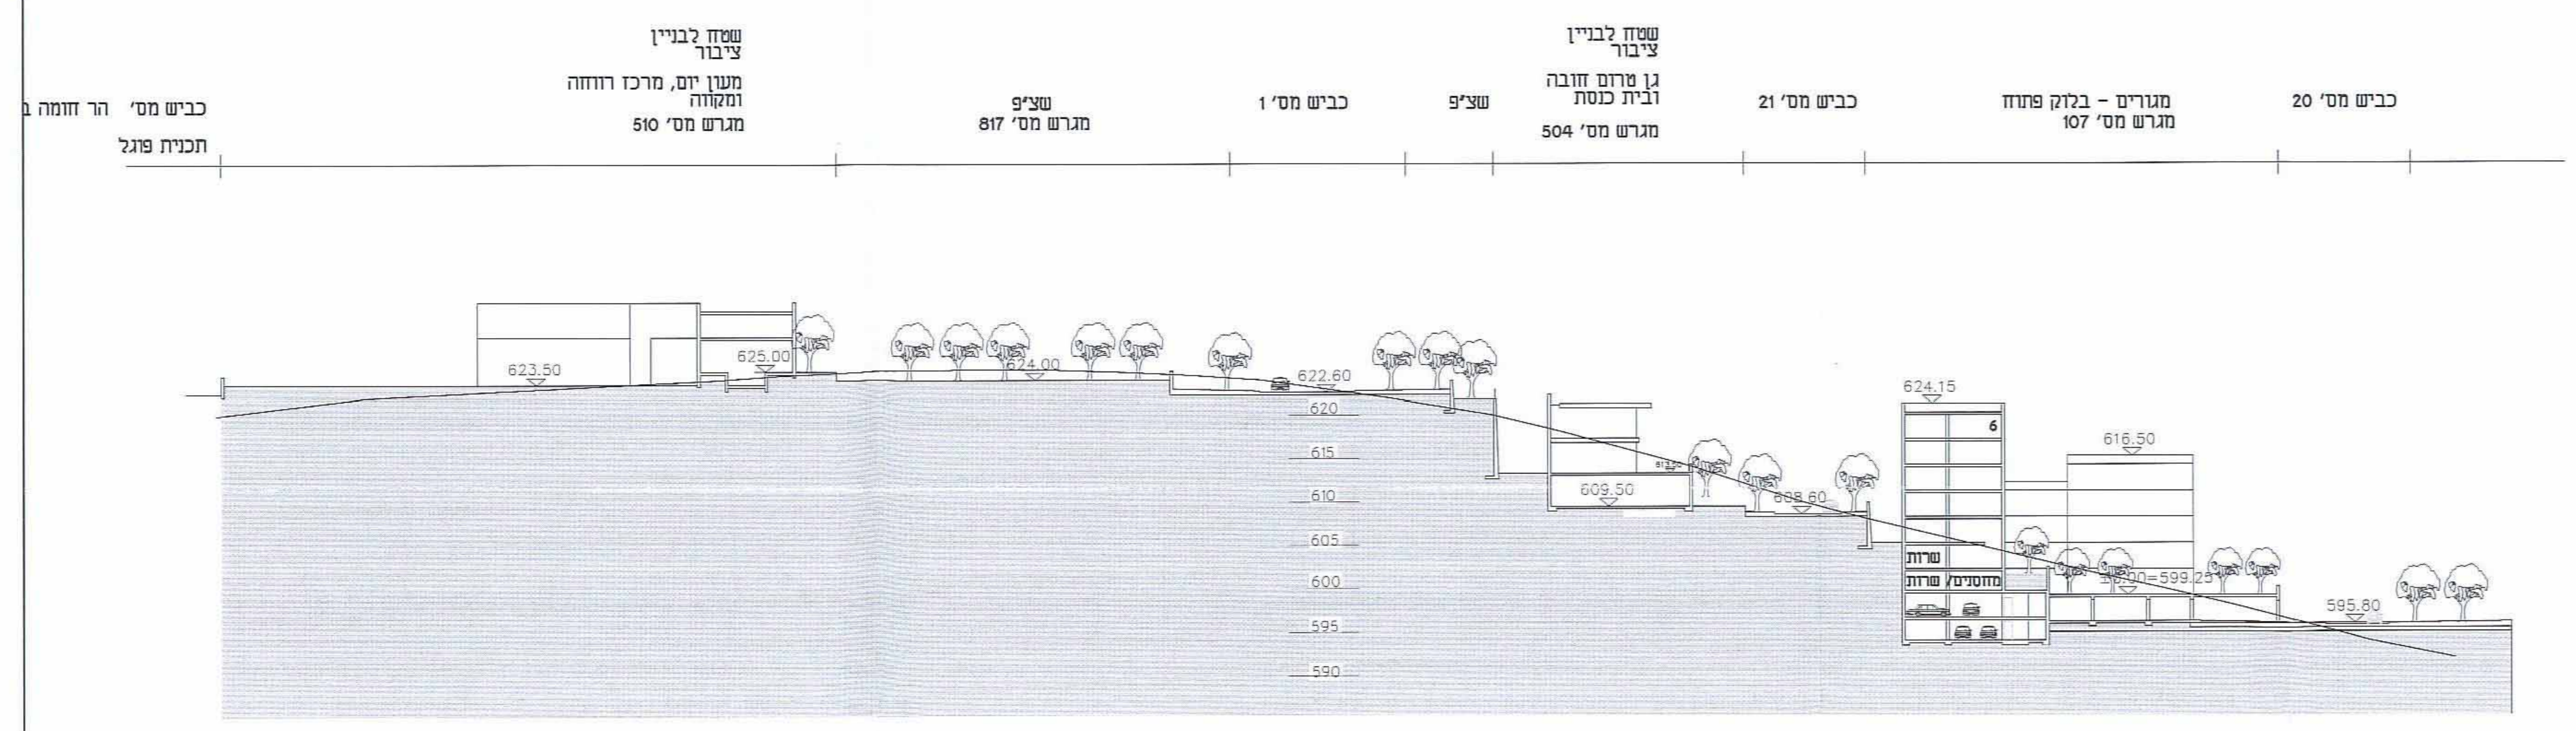 שטח לבניין
ציבור
מעון יום, מרכז רווחה
ומקווה
מגרש מס' 510
שטח לבניין
ציבור
גן טרום חובה
ובית כנסת
מגרש מס' 504
הר חומה ב
כביש מס'
תכנית פוגל
שצ"פ
מגרש מס' 817
כביש מס' 1
שצ"פ
כביש מס' 21
מגורים - בלוק פתוח
מגרש מס' 107
כביש מס' 20
623.50
625.00
624.00
622.60
620
615
610
605
600
595
590
609.50
608.60
624.15
6
616.50
שרות
מחסנים/ שרות
±0.00=599.25
595.80